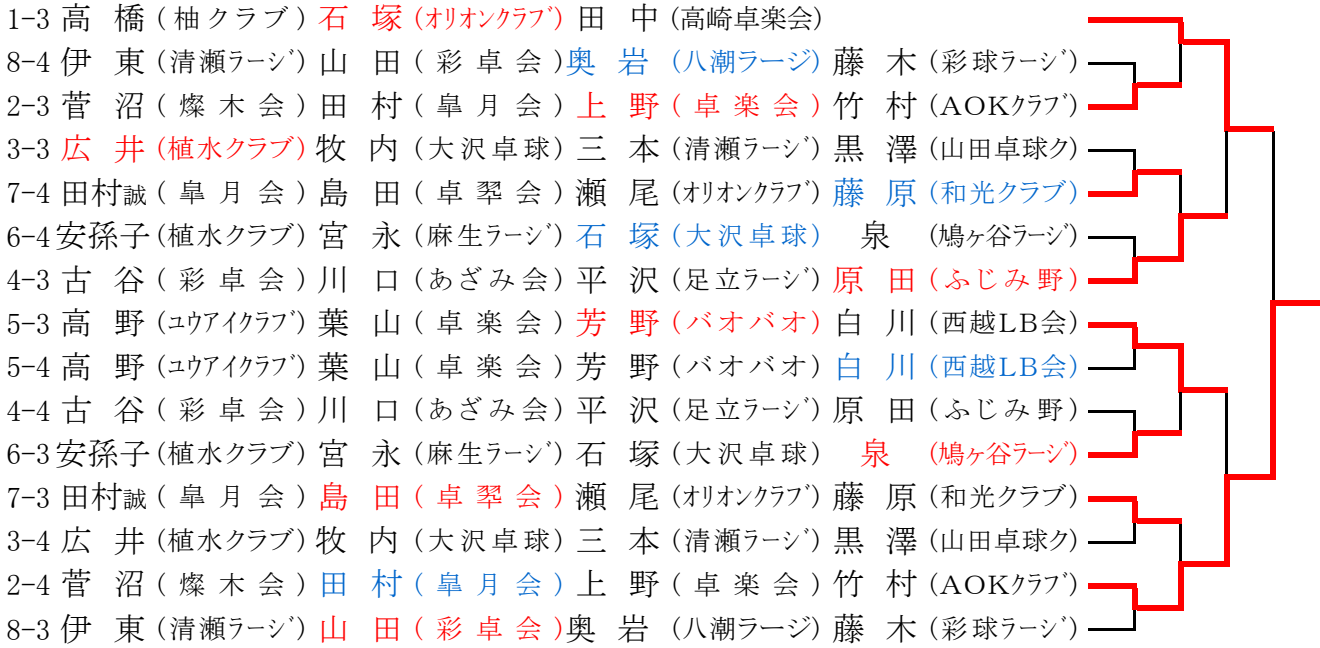 1-3 高 橋 (柚クラブ) 石 塚 (オリオンクラブ) 田 中 (高崎卓楽会)
8-4 伊 東 (清瀬ラージ) 山 田 (彩卓会) 奥 岩 (八潮ラージ) 藤 木 (彩球ラージ)
2-3 菅 沼 (燦木会) 田 村 (皐月会) 上 野 (卓楽会) 竹 村 (AOKクラブ)
3-3 広 井 (植水クラブ) 牧 内 (大沢卓球) 三 本 (清瀬ラージ) 黒 澤 (山田卓球ク)
7-4 田村誠 (皐月会) 島 田 (卓翆会) 瀬 尾 (オリオンクラブ) 藤 原 (和光クラブ)
6-4 安孫子 (植水クラブ) 宮 永 (麻生ラージ) 石 塚 (大沢卓球) 泉 (鳩ヶ谷ラージ)
4-3 古 谷 (彩卓会) 川 口 (あざみ会) 平 沢 (足立ラージ) 原 田 (ふじみ野)
5-3 高 野 (ユウアイクラブ) 葉 山 (卓楽会) 芳 野 (バオバオ) 白 川 (西越LB会)
5-4 高 野 (ユウアイクラブ) 葉 山 (卓楽会) 芳 野 (バオバオ) 白 川 (西越LB会)
4-4 古 谷 (彩卓会) 川 口 (あざみ会) 平 沢 (足立ラージ) 原 田 (ふじみ野)
6-3 安孫子 (植水クラブ) 宮 永 (麻生ラージ) 石 塚 (大沢卓球) 泉 (鳩ヶ谷ラージ)
7-3 田村誠 (皐月会) 島 田 (卓翆会) 瀬 尾 (オリオンクラブ) 藤 原 (和光クラブ)
3-4 広 井 (植水クラブ) 牧 内 (大沢卓球) 三 本 (清瀬ラージ) 黒 澤 (山田卓球ク)
2-4 菅 沼 (燦木会) 田 村 (皐月会) 上 野 (卓楽会) 竹 村 (AOKクラブ)
8-3 伊 東 (清瀬ラージ) 山 田 (彩卓会) 奥 岩 (八潮ラージ) 藤 木 (彩球ラージ)